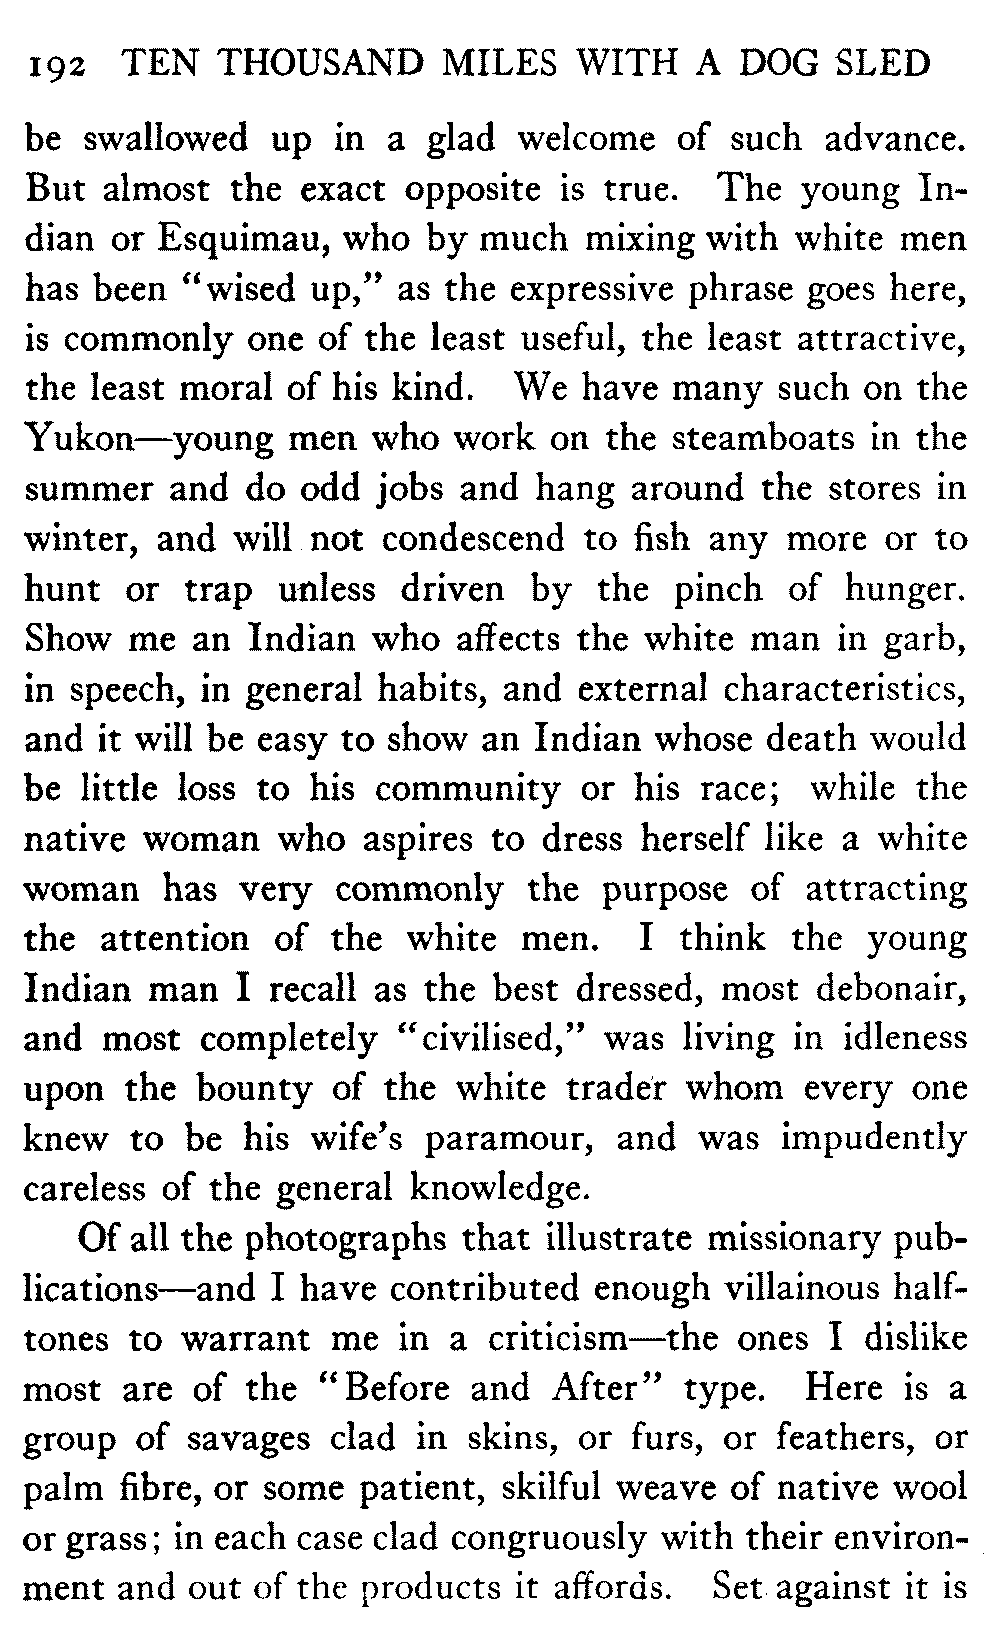 192 TEN THOUSAND MILES WITH A DOG SLED
be swallowed up in a glad welcome of such advance.
But almost the exact opposite is true. The young In-
dian or Esquimau, who by much mixing with white men
has been "wised up," as the expressive phrase goes here,
is commonly one of the least useful, the least attractive,
the least moral of his kind. We have many such on the
Yukon—young men who work on the steamboats in the
summer and do odd jobs and hang around the stores in
winter, and will not condescend to fish any more or to
hunt or trap unless driven by the pinch of hunger.
Show me an Indian who affects the white man in garb,
in speech, in general habits, and external characteristics,
and it will be easy to show an Indian whose death would
be little loss to his community or his race; while the
native woman who aspires to dress herself like a white
woman has very commonly the purpose of attracting
the attention of the white men. I think the young
Indian man I recall as the best dressed, most debonair,
and most completely "civilised," was living in idleness
upon the bounty of the white trader whom every one
knew to be his wife's paramour, and was impudently
careless of the general knowledge.
Of all the photographs that illustrate missionary pub-
lications—and I have contributed enough villainous half-
tones to warrant me in a criticism—the ones I dislike
most are of the "Before and After" type. Here is a
group of savages clad in skins, or furs, or feathers, or
palm fibre, or some patient, skilful weave of native wool
or grass; in each case clad congruously with their environ-
ment and out of the products it affords. Set against it is